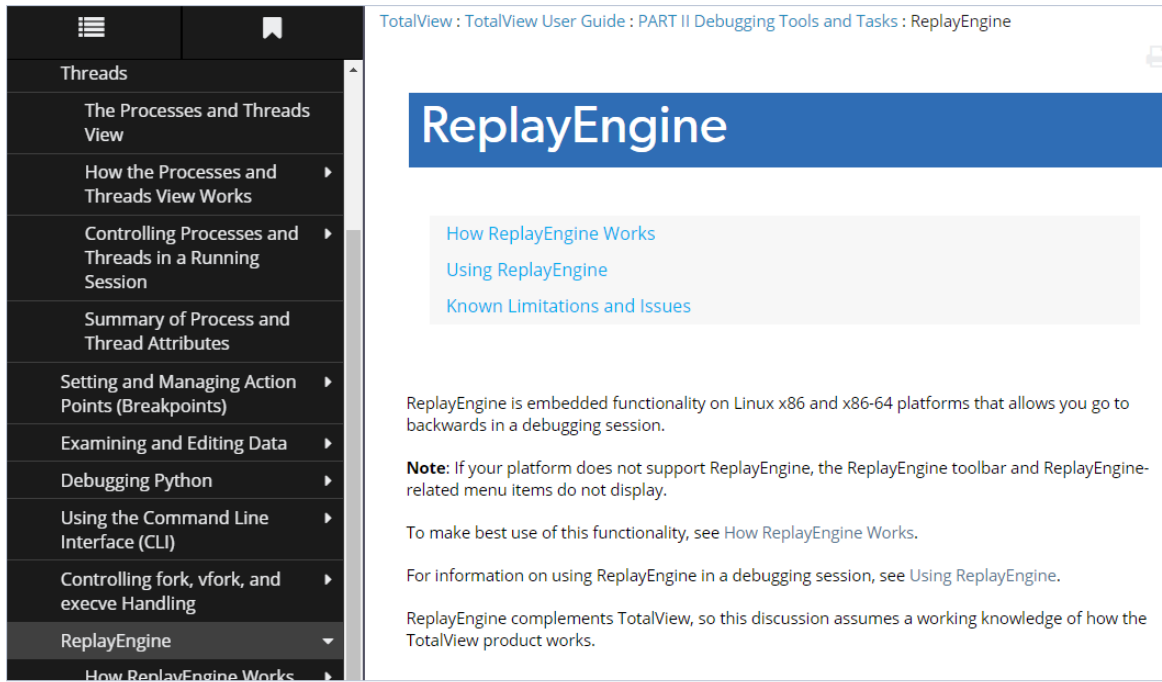 Threads
The Processes and Threads
View
How the Processes and
Threads View Works
Controlling Processes and
Threads in a Running
Session
Summary of Process and
Thread Attributes
Setting and Managing Action
Points (Breakpoints)
Examining and Editing Data
Debugging Python
Using the Command Line
Interface (CLI)
Controlling fork, vfork, and
execve Handling
ReplayEngine
How ReplayEngine Works
TotalView : TotalView User Guide : PART II Debugging Tools and Tasks : ReplayEngine
ReplayEngine
How ReplayEngine Works
Using ReplayEngine
Known Limitations and Issues
ReplayEngine is embedded functionality on Linux x86 and x86-64 platforms that allows you go to
backwards in a debugging session.
Note: If your platform does not support ReplayEngine, the ReplayEngine toolbar and ReplayEngine-
related menu items do not display.
To make best use of this functionality, see How ReplayEngine Works.
For information on using ReplayEngine in a debugging session, see Using ReplayEngine.
ReplayEngine complements TotalView, so this discussion assumes a working knowledge of how the
TotalView product works.